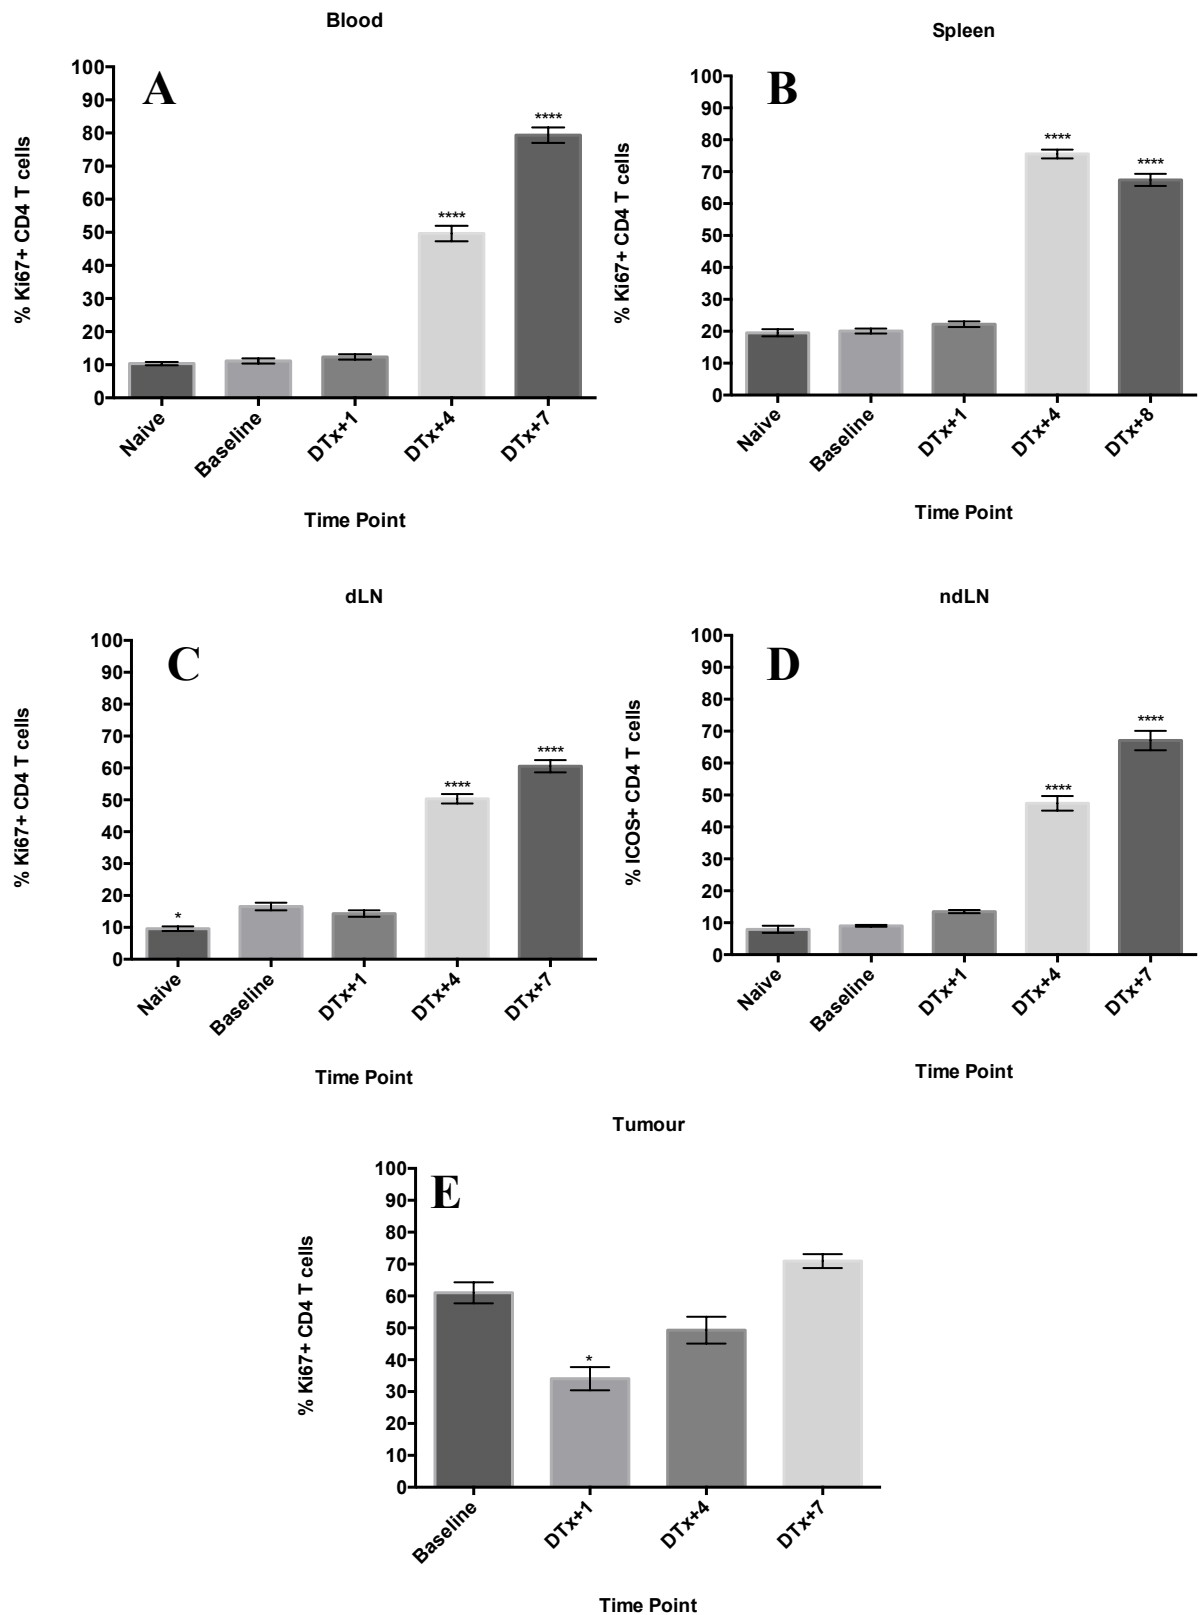 Blood
A
% Ki67+ CD4 T cells
100
90
80
70
60
50
40
30
20
10
0
****
****
Naive
Baseline
DTx+1
DTx+4
DTx+7
Time Point
Spleen
B
% Ki67+ CD4 T cells
100
90
80
70
60
50
40
30
20
10
0
****
****
Naive
Baseline
DTx+1
DTx+4
DTx+8
Time Point
dLN
C
% Ki67+ CD4 T cells
100
90
80
70
60
50
40
30
20
10
0
*
****
****
Naive
Baseline
DTx+1
DTx+4
DTx+7
Time Point
ndLN
D
% ICOS+ CD4 T cells
100
90
80
70
60
50
40
30
20
10
0
****
****
Naive
Baseline
DTx+1
DTx+4
DTx+7
Time Point
Tumour
E
% Ki67+ CD4 T cells
100
90
80
70
60
50
40
30
20
10
0
*
Baseline
DTx+1
DTx+4
DTx+7
Time Point